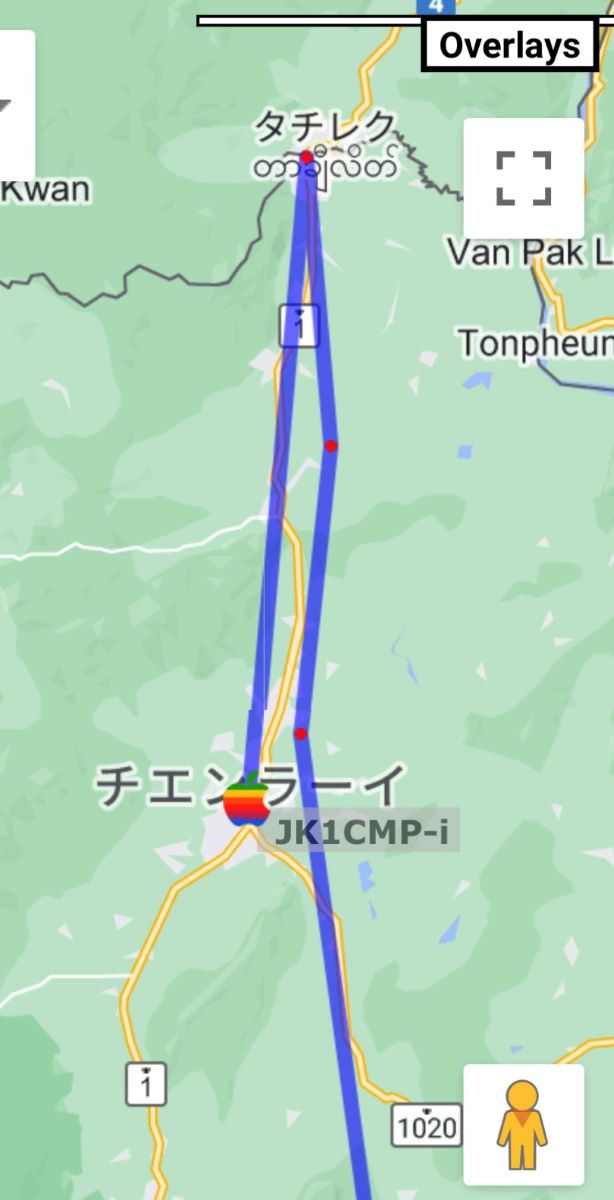 4
Overlays
タチレク
တာချီလိတ်
Kwan
Van Pak L
1
Tonpheun
チエンラーイ
JK1CMP-i
1
1020